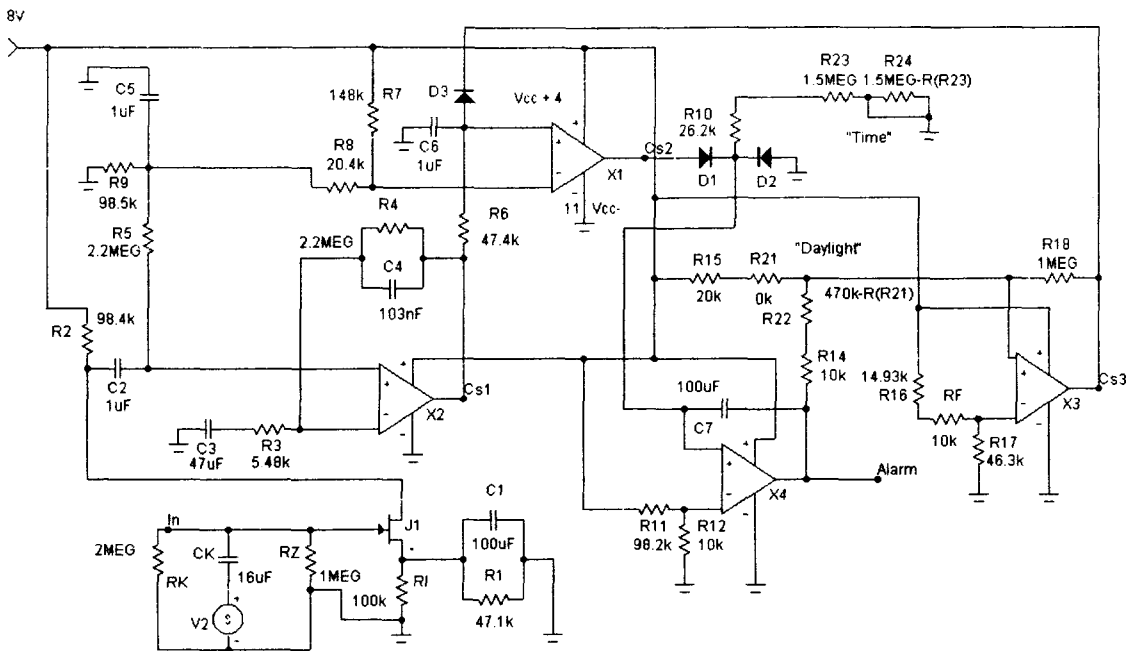 8V
C5
1uF
148k
R7
D3
Vcc + 4
R23
1.5MEG
R24
1.5MEG-R(R23)
R10
26.2k
"Time"
R8
20.4k
C6
1uF
+
-
X1
Cs2
D1
D2
11
Vcc-
R9
98.5k
R5
2.2MEG
R4
2.2MEG
C4
103nF
R6
47.4k
R15
20k
R21
0k
"Daylight"
470k-R(R21)
R22
R18
1MEG
98.4k
R2
C2
1uF
+
-
X2
Cs1
C3
47uF
R3
5.48k
R14
10k
100uF
C7
14.93k
R16
RF
10k
R17
46.3k
+
-
X3
Cs3
+
-
X4
Alarm
R11
98.2k
R12
10k
In
2MEG
RK
CK
16uF
V2
S
+
-
RZ
1MEG
J1
RI
100k
C1
100uF
R1
47.1k